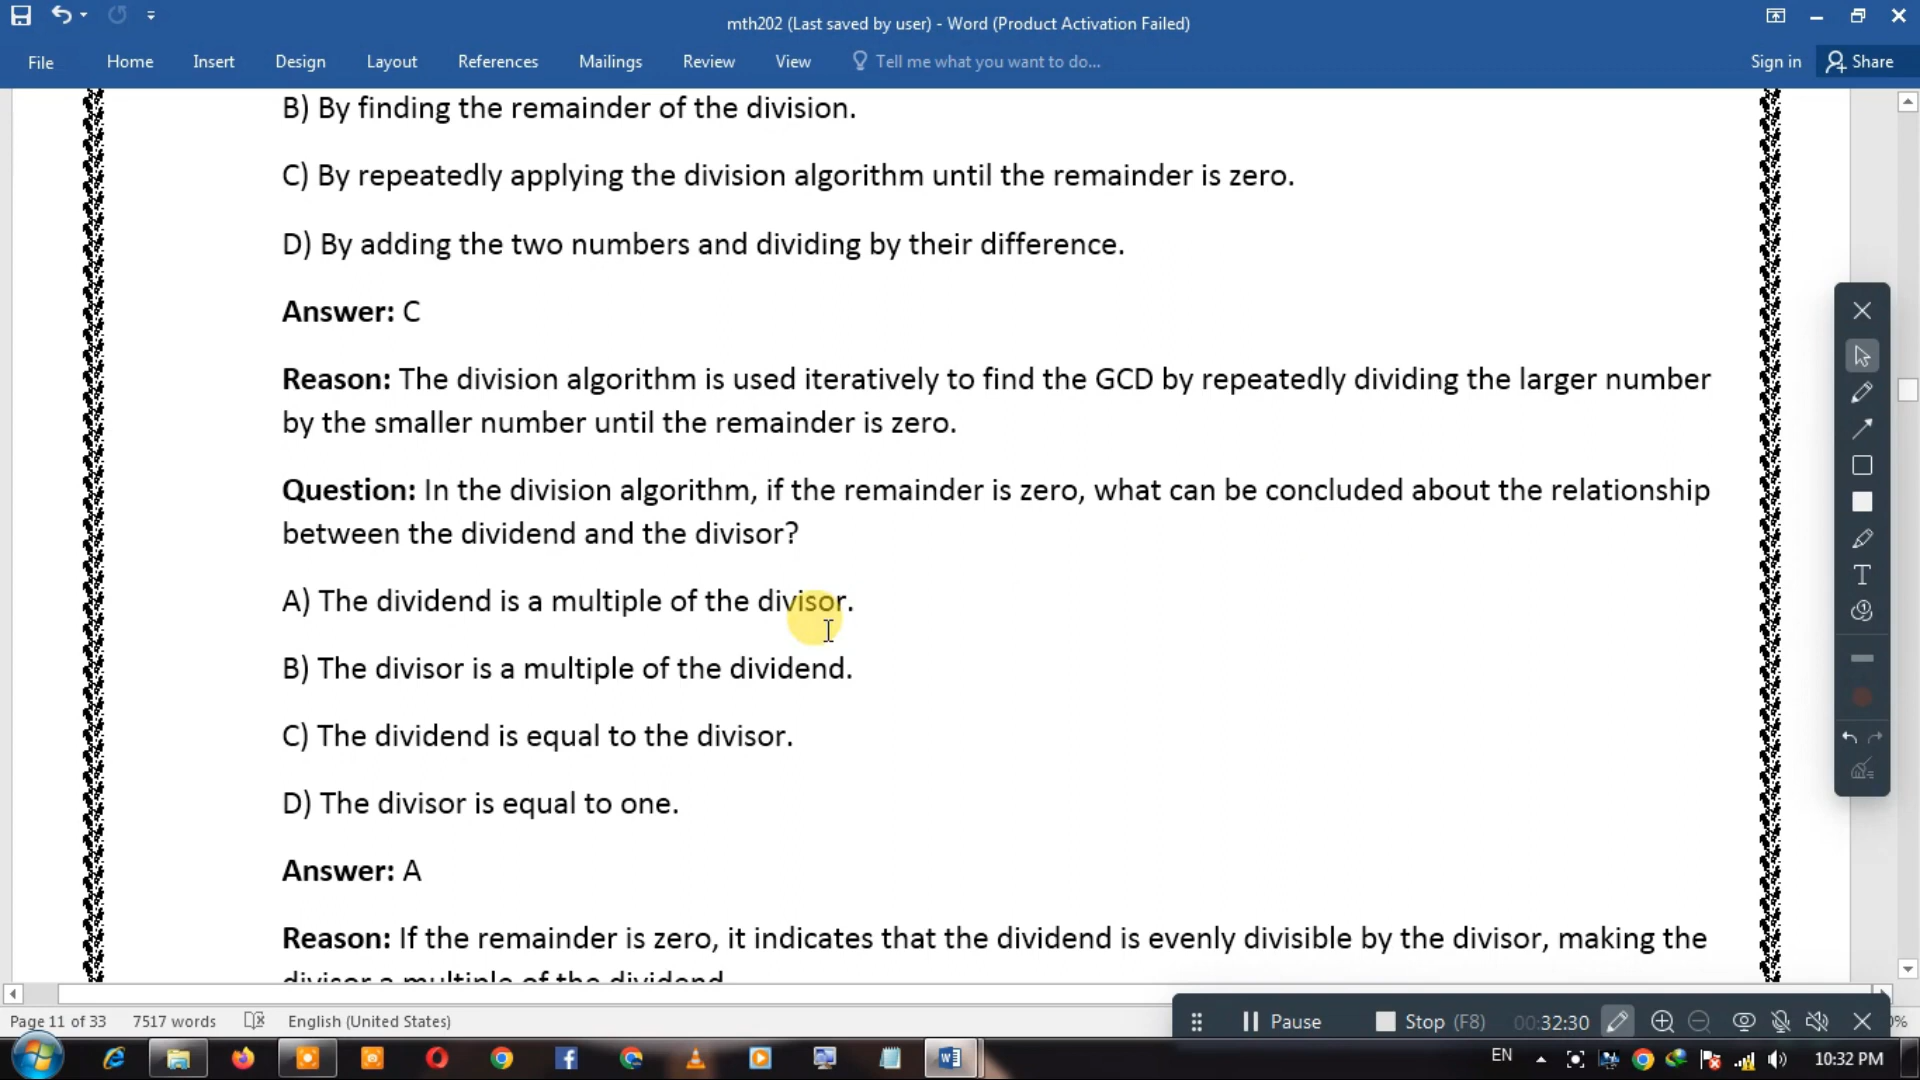 mth202 (Last saved by user) - Word (Product Activation Failed)
File Home Insert Design Layout References Mailings Review View Tell me what you want to do... Sign in Share
B) By finding the remainder of the division.
C) By repeatedly applying the division algorithm until the remainder is zero.
D) By adding the two numbers and dividing by their difference.
Answer: C
Reason: The division algorithm is used iteratively to find the GCD by repeatedly dividing the larger number
by the smaller number until the remainder is zero.
Question: In the division algorithm, if the remainder is zero, what can be concluded about the relationship
between the dividend and the divisor?
A) The dividend is a multiple of the divisor.
B) The divisor is a multiple of the dividend.
C) The dividend is equal to the divisor.
D) The divisor is equal to one.
Answer: A
Reason: If the remainder is zero, it indicates that the dividend is evenly divisible by the divisor, making the
divisor a multiple of the dividend
Page 11 of 33 7517 words English (United States) Pause Stop (F8) 00:32:30 0%
EN 10:32 PM